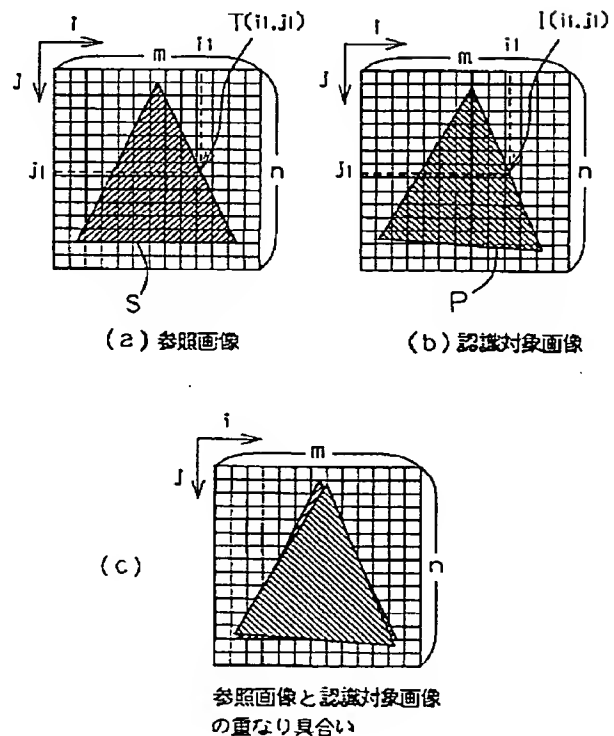 i
i1
T(i1,j1)
m
J
j1
n
S
(a) 参照画像
i
i1
I(i1,j1)
m
J
j1
n
P
(b) 認識対象画像
i
m
J
n
(c)
参照画像と認識対象画像
の重なり具合い